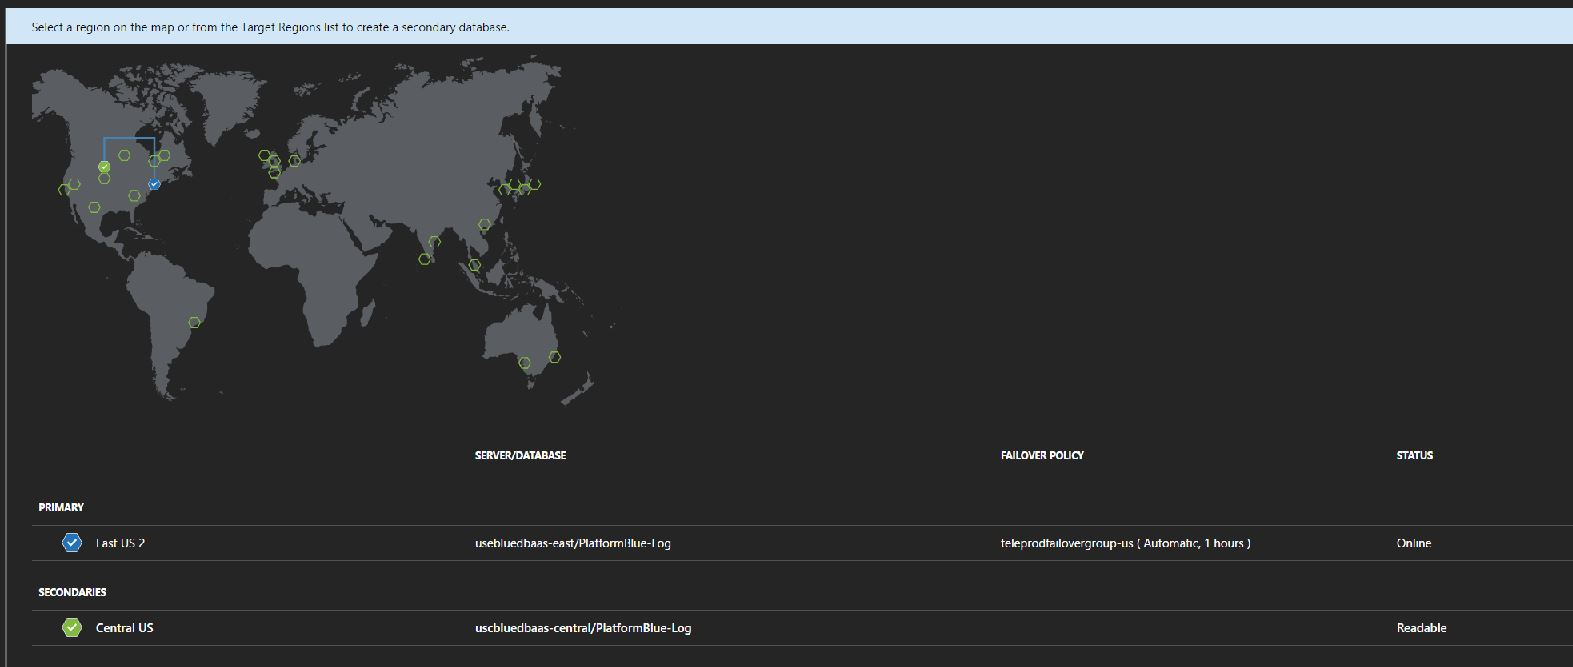 Select a region on the map or from the Target Regions list to create a secondary database.
SERVER/DATABASE FAILOVER POLICY STATUS
PRIMARY
East US 2 usebluedbaas-east/PlatformBlue-Log teleprodfailovergroup-us ( Automatic, 1 hours ) Online
SECONDARIES
Central US uscbluedbaas-central/PlatformBlue-Log Readable